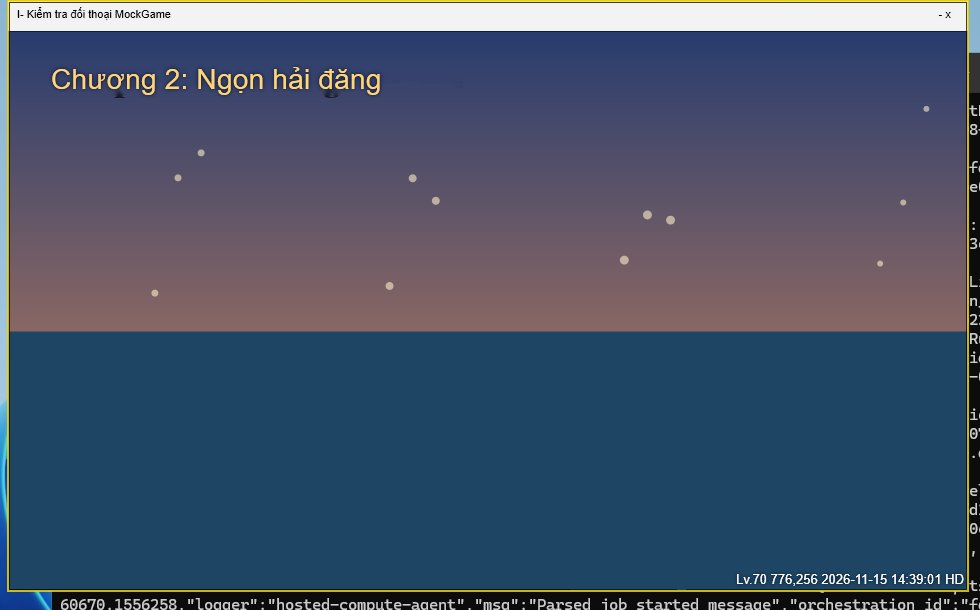 I- Kiểm tra đối thoại MockGame
- x
Chương 2: Ngọn hải đăng
Lv.70 776,256 2026-11-15 14:39:01 HD
60670.1556258,"logger":"hosted-compute-agent","msg":"Parsed job started message","orchestration_id":"f